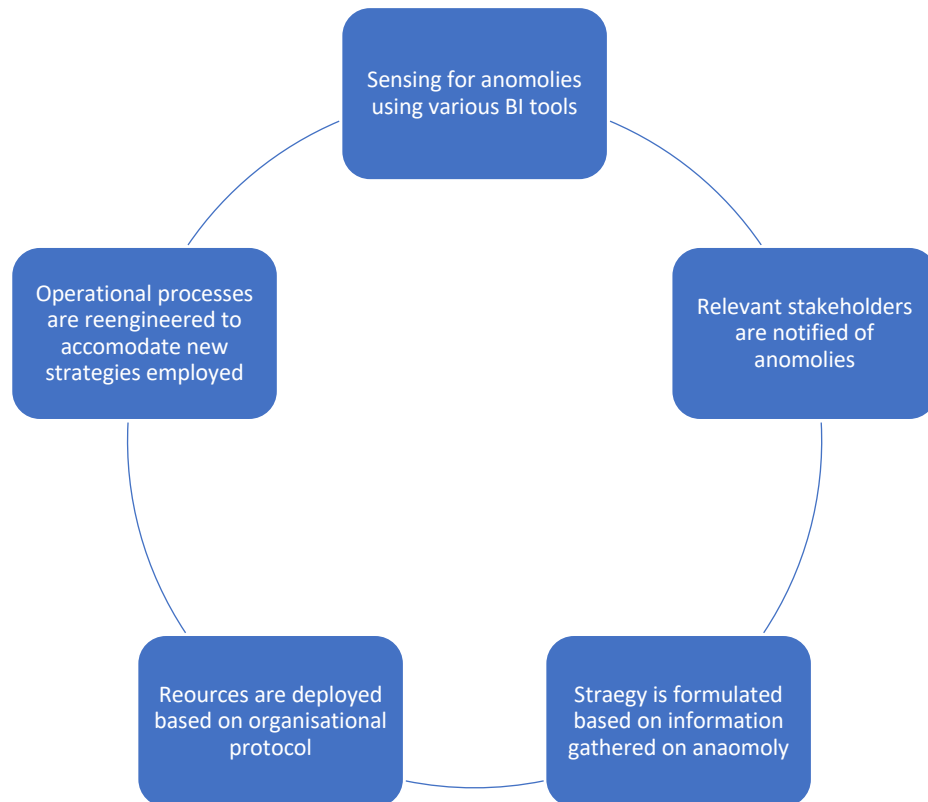 Sensing for anomolies
using various BI tools
Relevant stakeholders
are notified of
anomolies
Straegy is formulated
based on information
gathered on anaomoly
Reources are deployed
based on organisational
protocol
Operational processes
are reengineered to
accomodate new
strategies employed